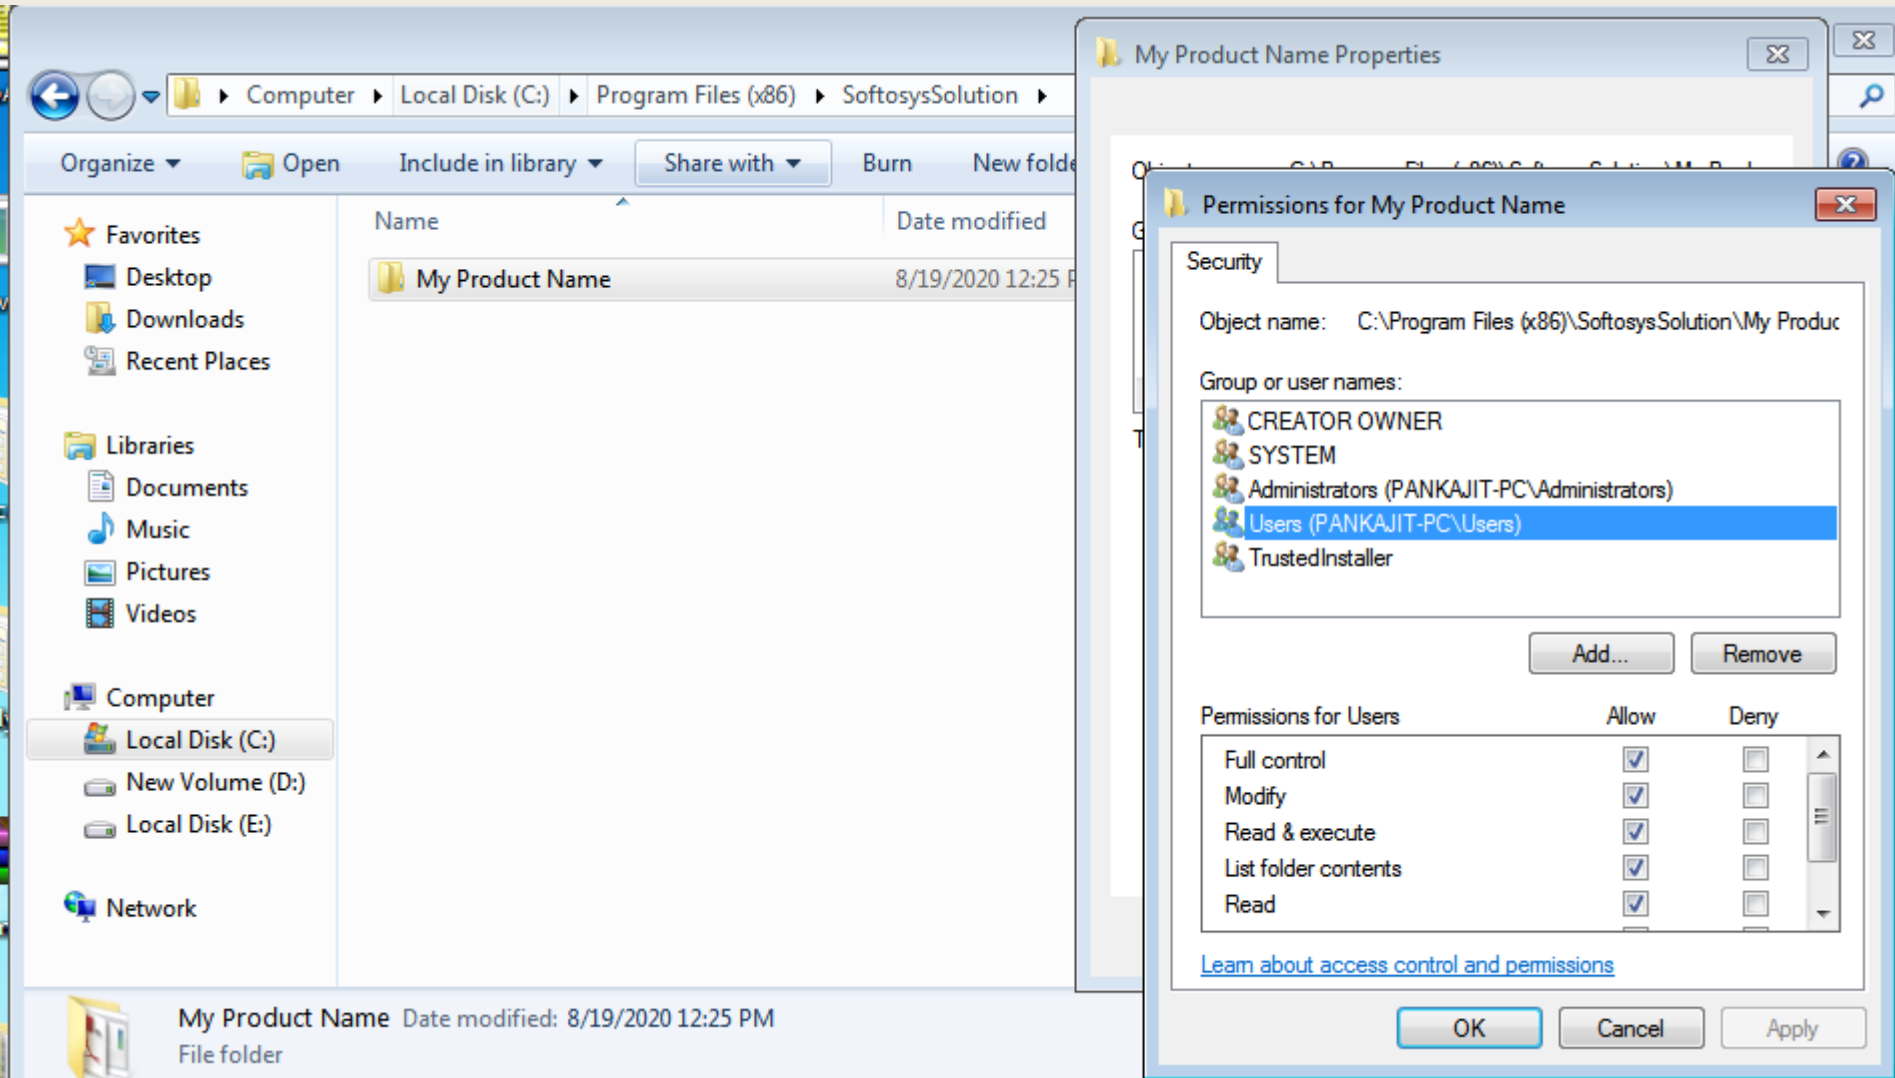 My Product Name Properties
Computer Local Disk (C:) Program Files (x86) SoftosysSolution
Organize Open Include in library Share with Burn New folde
Name Date modified
My Product Name 8/19/2020 12:25 P
Favorites
Desktop
Downloads
Recent Places
Libraries
Documents
Music
Pictures
Videos
Computer
Local Disk (C:)
New Volume (D:)
Local Disk (E:)
Network
My Product Name Date modified: 8/19/2020 12:25 PM
File folder
Permissions for My Product Name
Security
Object name: C:\Program Files (x86)\SoftosysSolution\My Produc
Group or user names:
CREATOR OWNER
SYSTEM
Administrators (PANKAJIT-PC\Administrators)
Users (PANKAJIT-PC\Users)
TrustedInstaller
Add... Remove
Permissions for Users Allow Deny
Full control
Modify
Read & execute
List folder contents
Read
Learn about access control and permissions
OK Cancel Apply